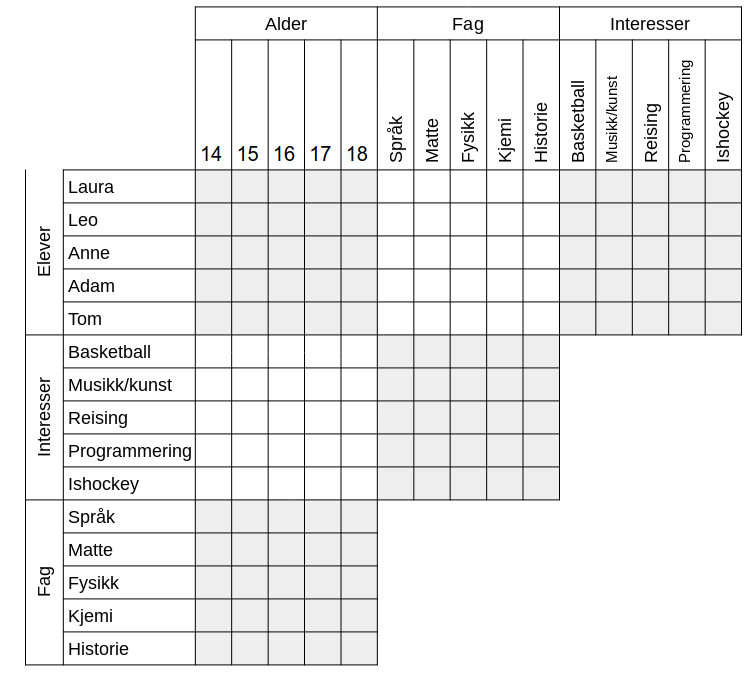 Alder Fag Interesser
14 15 16 17 18 Språk Matte Fysikk Kjemi Historie Basketball Musikk/kunst Reising Programmering Ishockey
Elever
Laura
Leo
Anne
Adam
Tom
Interesser
Basketball
Musikk/kunst
Reising
Programmering
Ishockey
Fag
Språk
Matte
Fysikk
Kjemi
Historie